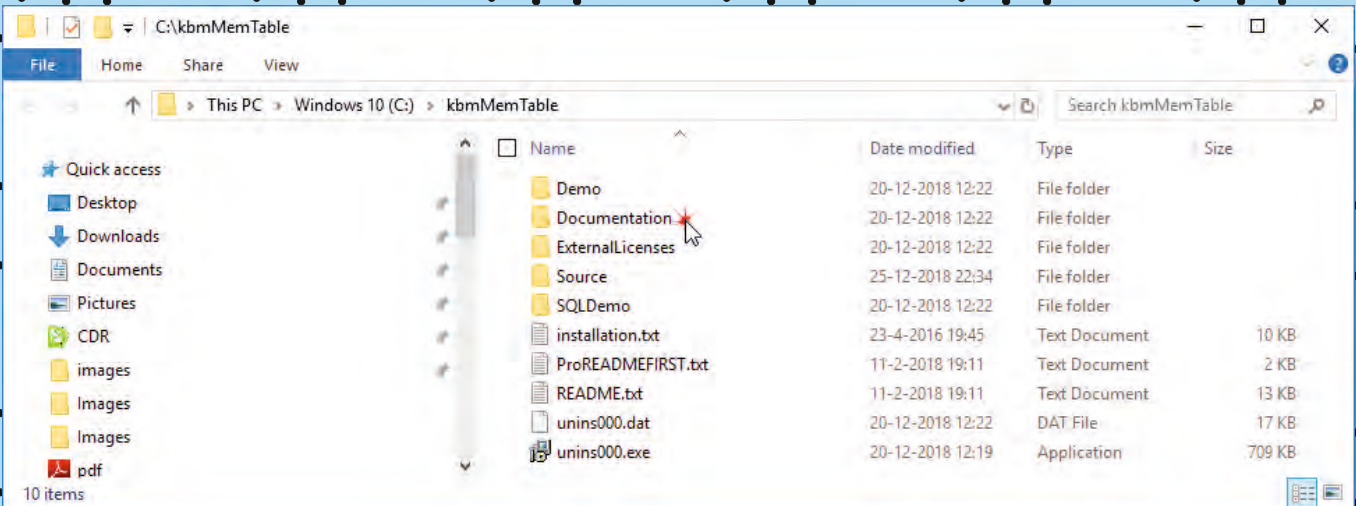 C:\kbmMemTable
File Home Share View
This PC Windows 10 (C:) kbmMemTable Search kbmMemTable
Name Date modified Type Size
Quick access
Desktop
Downloads
Documents
Pictures
CDR
images
Images
Images
pdf
Demo 20-12-2018 12:22 File folder
Documentation 20-12-2018 12:22 File folder
ExternalLicenses 20-12-2018 12:22 File folder
Source 25-12-2018 22:34 File folder
SQLDemo 20-12-2018 12:22 File folder
installation.txt 23-4-2016 19:45 Text Document 10 KB
ProREADMEFIRST.txt 11-2-2018 19:11 Text Document 2 KB
README.txt 11-2-2018 19:11 Text Document 13 KB
unins000.dat 20-12-2018 12:22 DAT File 17 KB
unins000.exe 20-12-2018 12:19 Application 709 KB
10 items